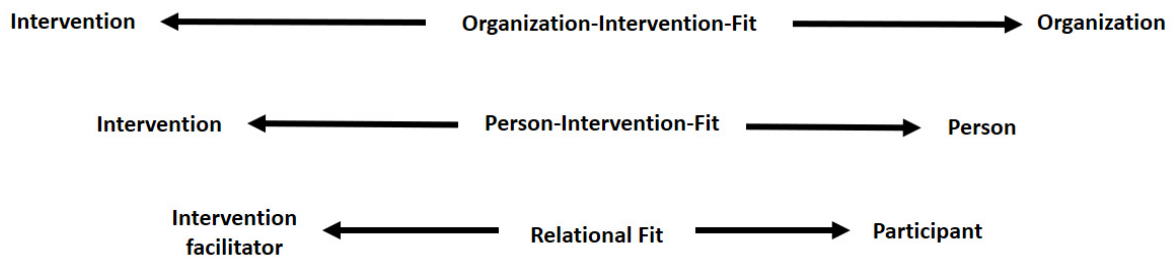 Intervention Organization-Intervention-Fit Organization
Intervention Person-Intervention-Fit Person
Intervention
facilitator Relational Fit Participant